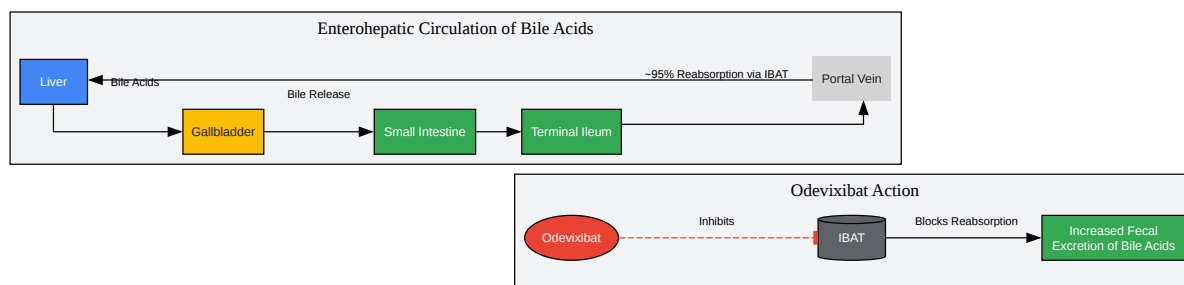 Enterohepatic Circulation of Bile Acids
Liver
Bile Acids
~95% Reabsorption via IBAT
Portal Vein
Bile Release
Gallbladder
Small Intestine
Terminal Ileum
Odevixibat Action
Odevixibat
Inhibits
IBAT
Blocks Reabsorption
Increased Fecal
Excretion of Bile Acids